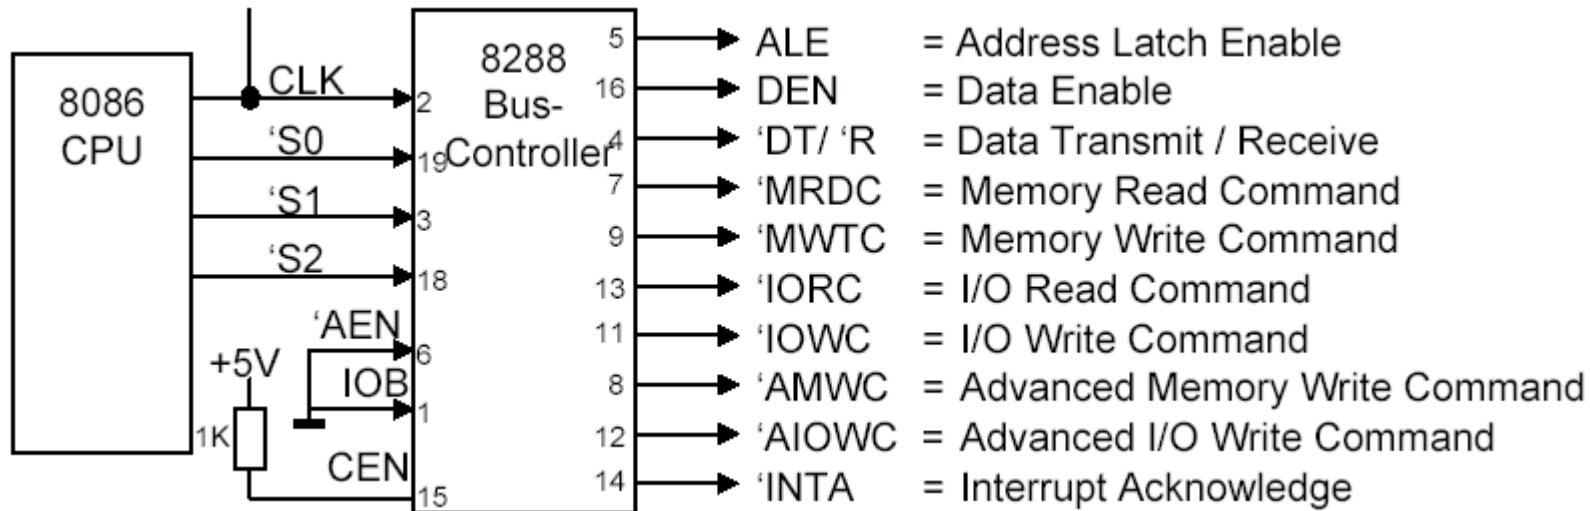 8086
CPU
CLK
‘S0
‘S1
‘S2
‘AEN
+5V
IOB
1K
CEN
8288
Bus-
Controller
2
19
3
18
6
1
15
5 ALE = Address Latch Enable
16 DEN = Data Enable
4 ‘DT/ ‘R = Data Transmit / Receive
7 ‘MRDC = Memory Read Command
9 ‘MWTC = Memory Write Command
13 ‘IORC = I/O Read Command
11 ‘IOWC = I/O Write Command
8 ‘AMWC = Advanced Memory Write Command
12 ‘AIOWC = Advanced I/O Write Command
14 ‘INTA = Interrupt Acknowledge